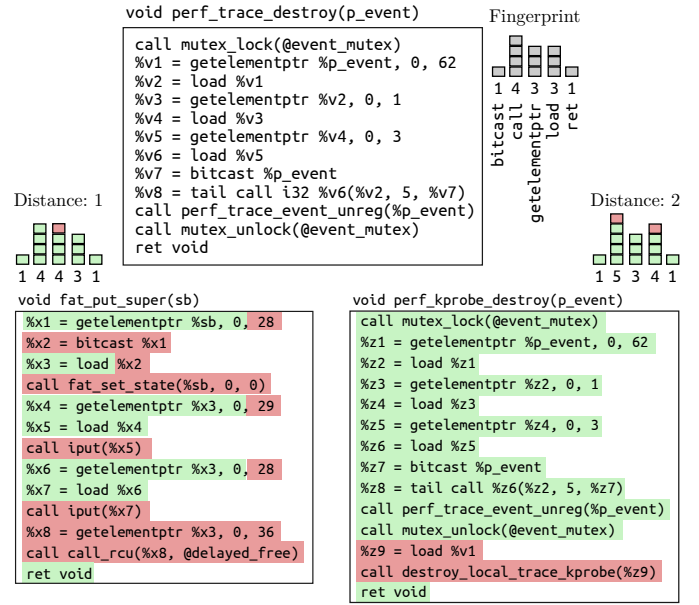 void perf_trace_destroy(p_event)
call mutex_lock(@event_mutex)
%v1 = getelementptr %p_event, 0, 62
%v2 = load %v1
%v3 = getelementptr %v2, 0, 1
%v4 = load %v3
%v5 = getelementptr %v4, 0, 3
%v6 = load %v5
%v7 = bitcast %p_event
%v8 = tail call i32 %v6(%v2, 5, %v7)
call perf_trace_event_unreg(%p_event)
call mutex_unlock(@event_mutex)
ret void
Fingerprint
1 4 3 3 1
bitcast
call
getelementptr
load
ret
Distance: 1
1 4 4 3 1
void fat_put_super(sb)
%x1 = getelementptr %sb, 0, 28
%x2 = bitcast %x1
%x3 = load %x2
call fat_set_state(%sb, 0, 0)
%x4 = getelementptr %x3, 0, 29
%x5 = load %x4
call iput(%x5)
%x6 = getelementptr %x3, 0, 28
%x7 = load %x6
call iput(%x7)
%x8 = getelementptr %x3, 0, 36
call call_rcu(%x8, @delayed_free)
ret void
Distance: 2
1 5 3 4 1
void perf_kprobe_destroy(p_event)
call mutex_lock(@event_mutex)
%z1 = getelementptr %p_event, 0, 62
%z2 = load %z1
%z3 = getelementptr %z2, 0, 1
%z4 = load %z3
%z5 = getelementptr %z4, 0, 3
%z6 = load %z5
%z7 = bitcast %p_event
%z8 = tail call %z6(%z2, 5, %z7)
call perf_trace_event_unreg(%p_event)
call mutex_unlock(@event_mutex)
%z9 = load %v1
call destroy_local_trace_kprobe(%z9)
ret void